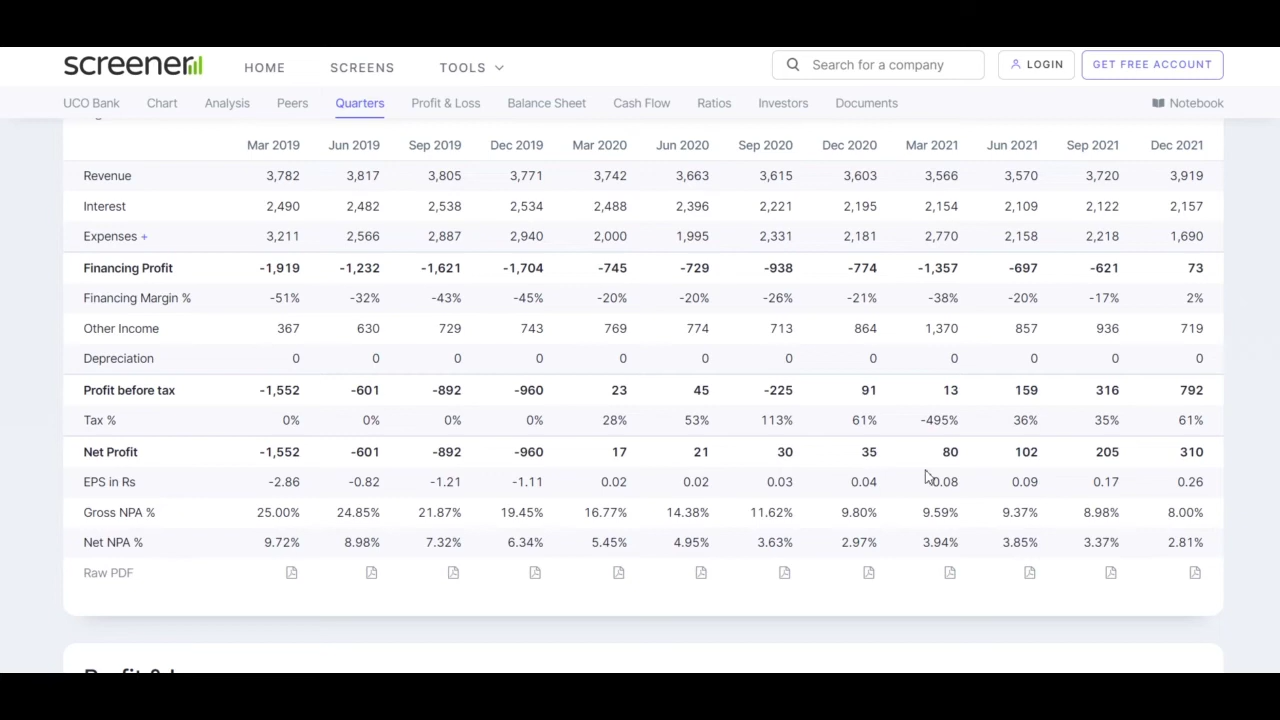 screener HOME SCREENS TOOLS Search for a company LOGIN GET FREE ACCOUNT
UCO Bank Chart Analysis Peers Quarters Profit & Loss Balance Sheet Cash Flow Ratios Investors Documents Notebook
Mar 2019 Jun 2019 Sep 2019 Dec 2019 Mar 2020 Jun 2020 Sep 2020 Dec 2020 Mar 2021 Jun 2021 Sep 2021 Dec 2021
Revenue 3,782 3,817 3,805 3,771 3,742 3,663 3,615 3,603 3,566 3,570 3,720 3,919
Interest 2,490 2,482 2,538 2,534 2,488 2,396 2,221 2,195 2,154 2,109 2,122 2,157
Expenses + 3,211 2,566 2,887 2,940 2,000 1,995 2,331 2,181 2,770 2,158 2,218 1,690
Financing Profit -1,919 -1,232 -1,621 -1,704 -745 -729 -938 -774 -1,357 -697 -621 73
Financing Margin % -51% -32% -43% -45% -20% -20% -26% -21% -38% -20% -17% 2%
Other Income 367 630 729 743 769 774 713 864 1,370 857 936 719
Depreciation 0 0 0 0 0 0 0 0 0 0 0 0
Profit before tax -1,552 -601 -892 -960 23 45 -225 91 13 159 316 792
Tax % 0% 0% 0% 0% 28% 53% 113% 61% -495% 36% 35% 61%
Net Profit -1,552 -601 -892 -960 17 21 30 35 80 102 205 310
EPS in Rs -2.86 -0.82 -1.21 -1.11 0.02 0.02 0.03 0.04 0.08 0.09 0.17 0.26
Gross NPA % 25.00% 24.85% 21.87% 19.45% 16.77% 14.38% 11.62% 9.80% 9.59% 9.37% 8.98% 8.00%
Net NPA % 9.72% 8.98% 7.32% 6.34% 5.45% 4.95% 3.63% 2.97% 3.94% 3.85% 3.37% 2.81%
Raw PDF